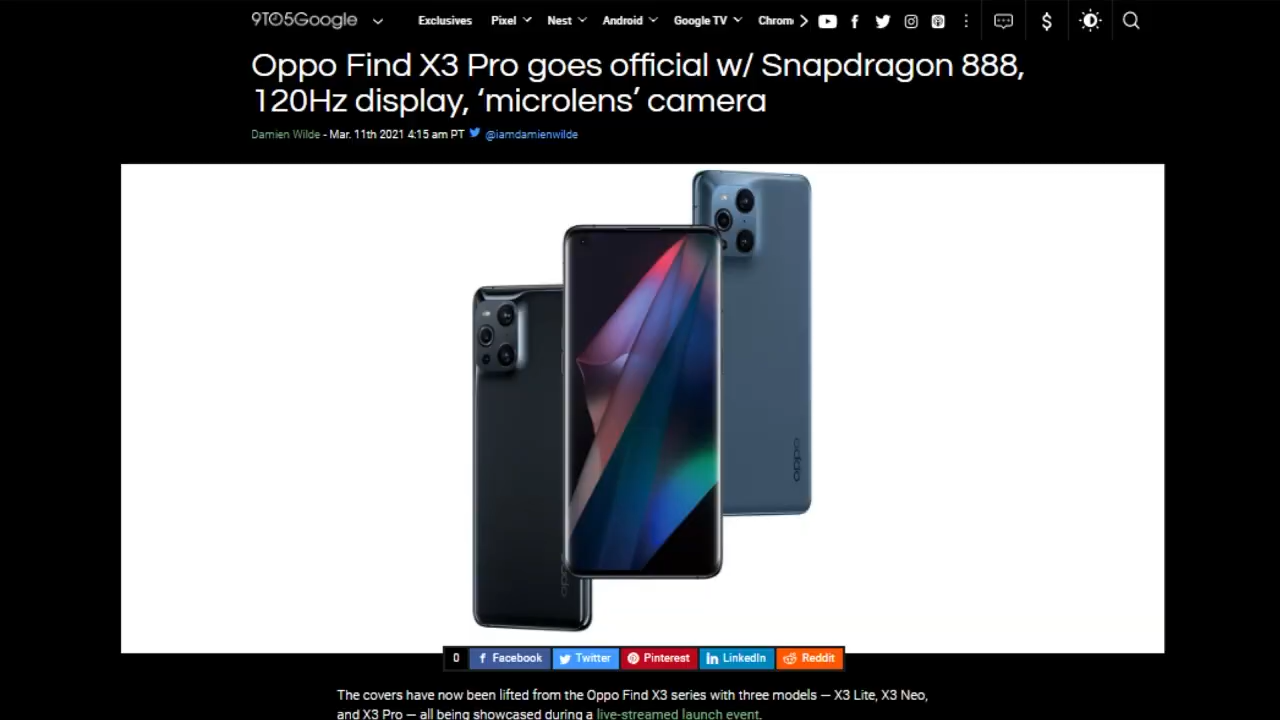 9TO5Google Exclusives Pixel Nest Android Google TV Chrom
Oppo Find X3 Pro goes official w/ Snapdragon 888,
120Hz display, ‘microlens’ camera
Damien Wilde - Mar. 11th 2021 4:15 am PT @iamdamienwilde
oppo
oppo
0 Facebook Twitter Pinterest LinkedIn Reddit
The covers have now been lifted from the Oppo Find X3 series with three models — X3 Lite, X3 Neo,
and X3 Pro — all being showcased during a live-streamed launch event.